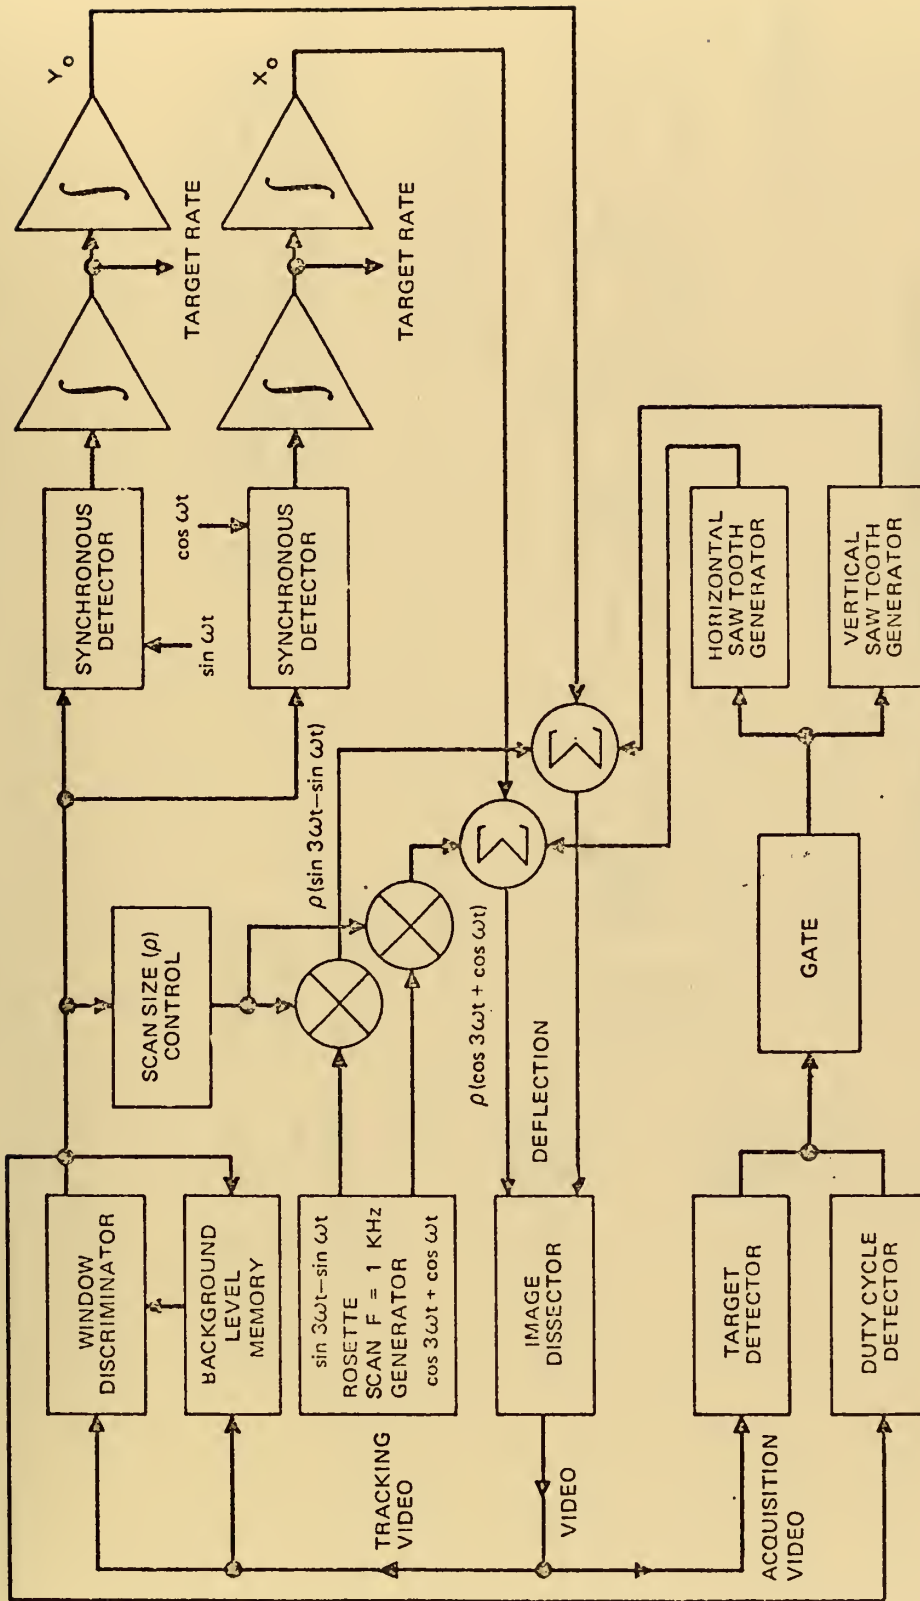 WINDOW
DISCRIMINATOR
BACKGROUND
LEVEL
MEMORY
SCAN SIZE (ρ)
CONTROL
SYNCHRONOUS
DETECTOR
sin ωt
cos ωt
SYNCHRONOUS
DETECTOR
∫
∫
Y₀
TARGET RATE
∫
∫
X₀
TARGET RATE
TRACKING
VIDEO
sin 3ωt—sin ωt
ROSETTE
SCAN F = 1 KHz
GENERATOR
cos 3ωt + cos ωt
ρ(sin 3ωt—sin ωt)
ρ(cos 3ωt + cos ωt)
Σ
Σ
VIDEO
IMAGE
DISSECTOR
DEFLECTION
ACQUISITION
VIDEO
TARGET
DETECTOR
DUTY CYCLE
DETECTOR
GATE
HORIZONTAL
SAW TOOTH
GENERATOR
VERTICAL
SAW TOOTH
GENERATOR